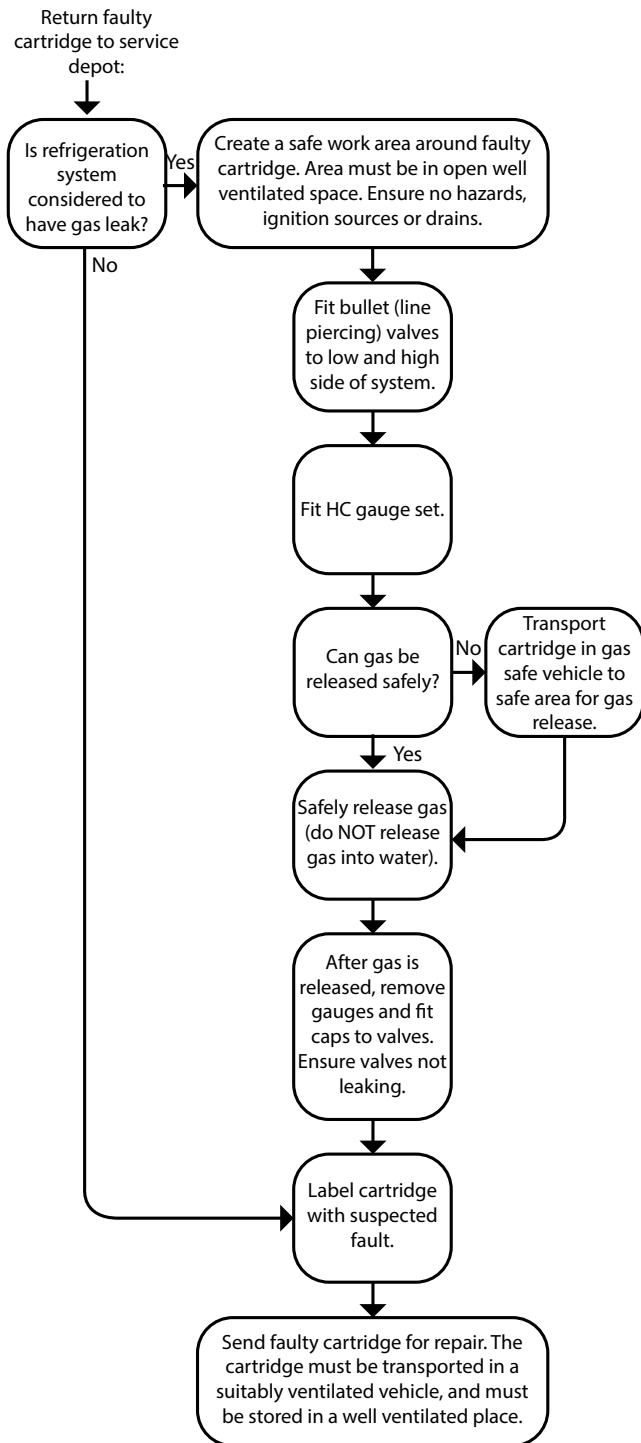 Return faulty
cartridge to service
depot:
Is refrigeration
system
considered to
have gas leak?
Yes
Create a safe work area around faulty
cartridge. Area must be in open well
ventilated space. Ensure no hazards,
ignition sources or drains.
No
Fit bullet (line
piercing) valves
to low and high
side of system.
Fit HC gauge set.
Can gas be
released safely?
No
Transport
cartridge in gas
safe vehicle to
safe area for gas
release.
Yes
Safely release gas
(do NOT release
gas into water).
After gas is
released, remove
gauges and fit
caps to valves.
Ensure valves not
leaking.
Label cartridge
with suspected
fault.
Send faulty cartridge for repair. The
cartridge must be transported in a
suitably ventilated vehicle, and must
be stored in a well ventilated place.